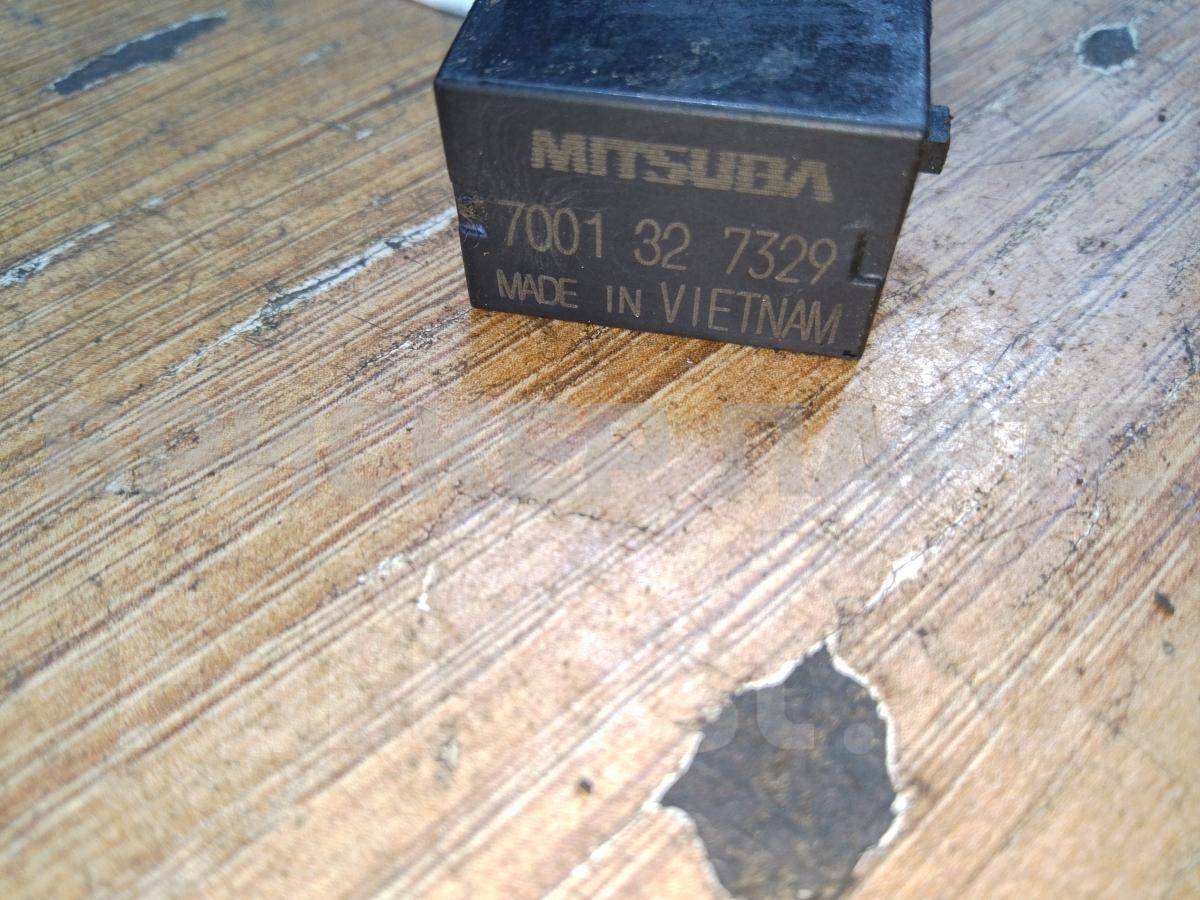 MITSUBA
7001 32 7329
MADE IN VIETNAM